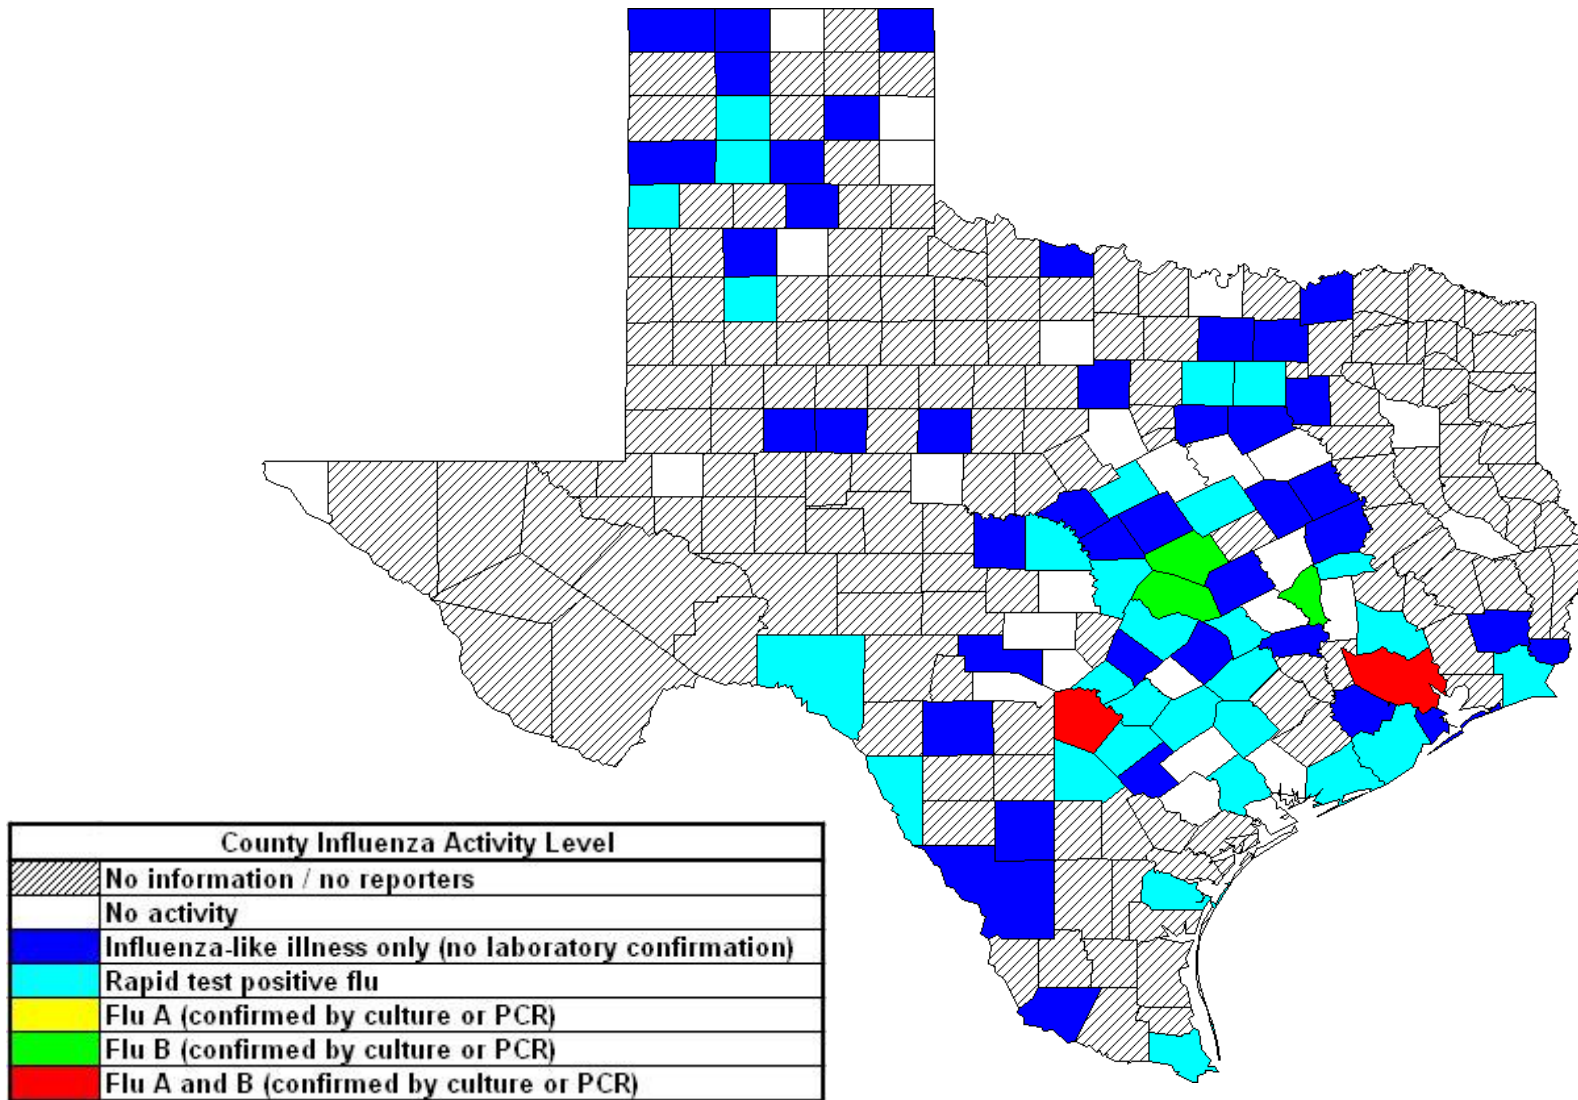 County Influenza Activity Level
No information / no reporters
No activity
Influenza-like illness only (no laboratory confirmation)
Rapid test positive flu
Flu A (confirmed by culture or PCR)
Flu B (confirmed by culture or PCR)
Flu A and B (confirmed by culture or PCR)